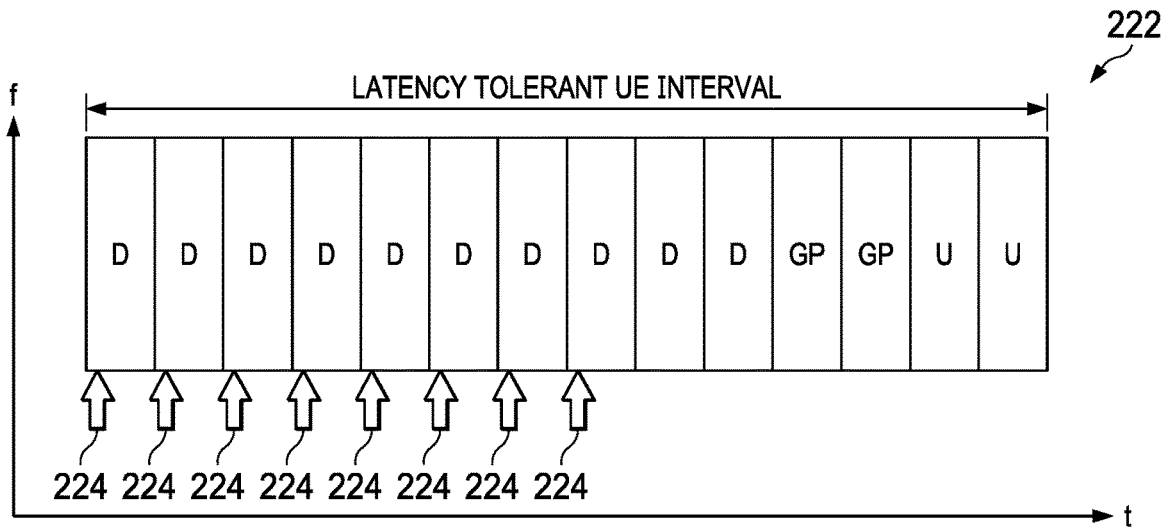 222
LATENCY TOLERANT UE INTERVAL
f
D D D D D D D D D D GP GP U U
224 224 224 224 224 224 224 224
t